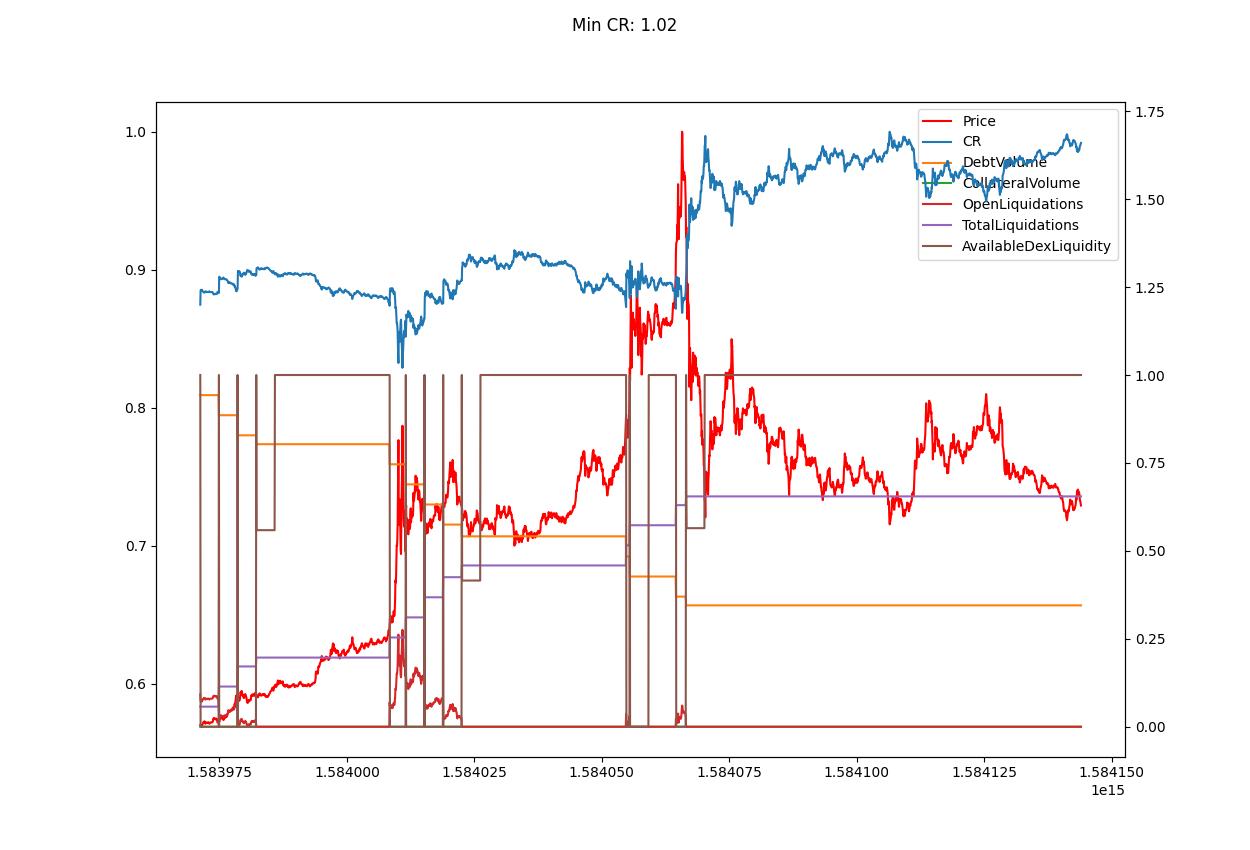 Min CR: 1.02
1.0
0.9
0.8
0.7
0.6
1.75
1.50
1.25
1.00
0.75
0.50
0.25
0.00
Price
CR
DebtVolume
CollateralVolume
OpenLiquidations
TotalLiquidations
AvailableDexLiquidity
1.583975 1.584000 1.584025 1.584050 1.584075 1.584100 1.584125 1.584150
1e15